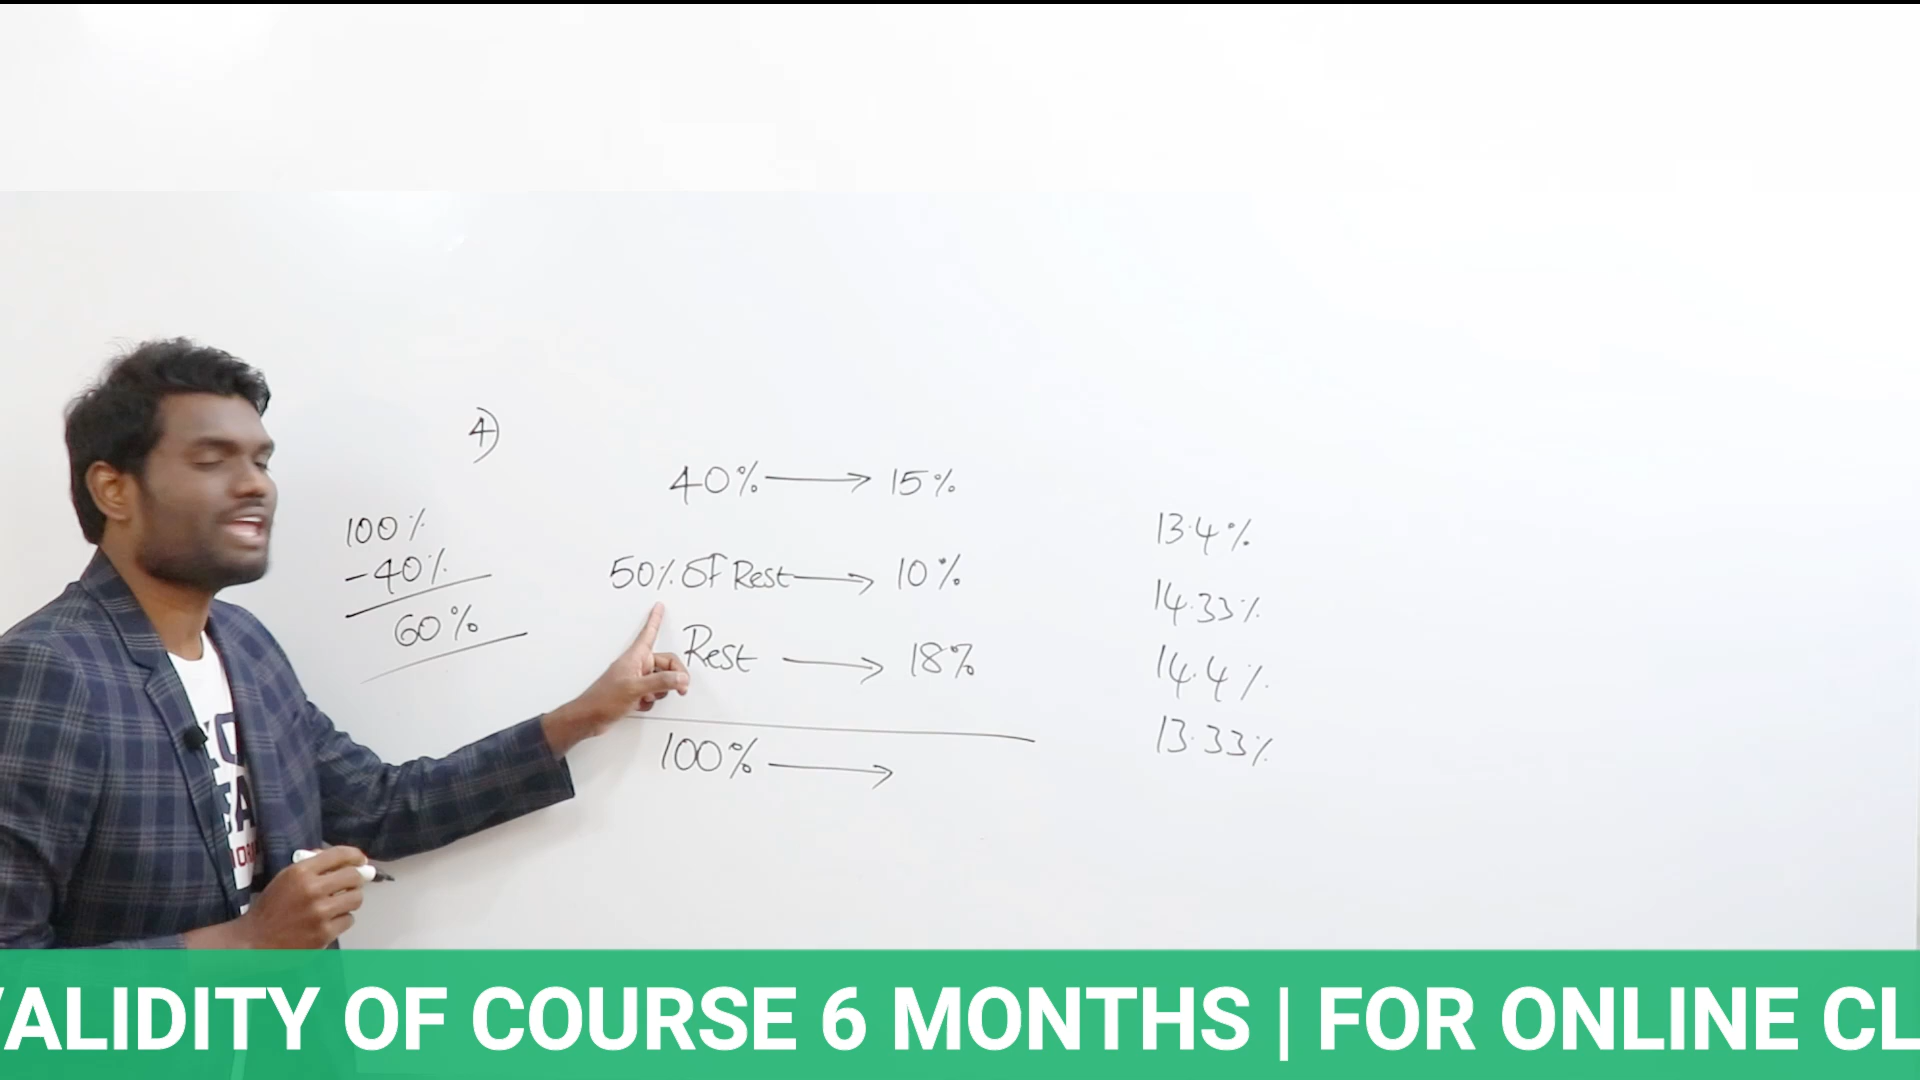 4)
100%
-40%
60%
40% → 15%
50% of Rest → 10%
Rest → 18%
100% →
13.4%
14.33%
14.4%
13.33%
VALIDITY OF COURSE 6 MONTHS | FOR ONLINE CL